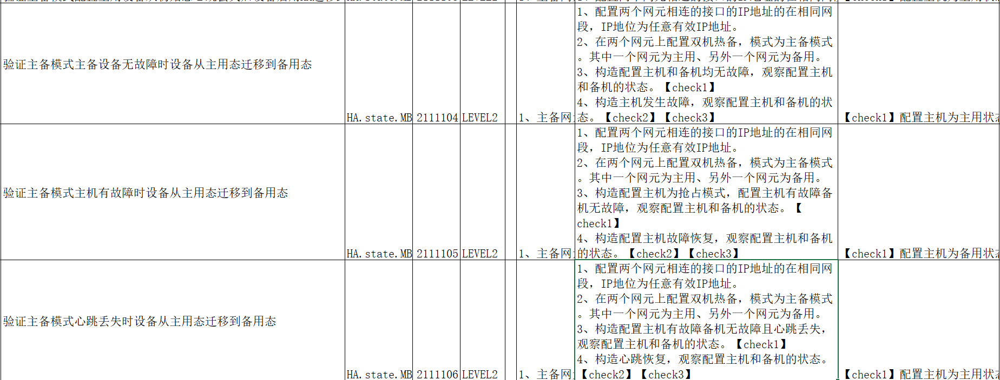 1、配置两个网元相连的接口的IP地址的在相同网
段，IP地位为任意有效IP地址。
2、在两个网元上配置双机热备，模式为主备模式
。其中一个网元为主用、另外一个网元为备用。
3、构造配置主机和备机均无故障，观察配置主机
和备机的状态。【check1】
4、构造主机发生故障，观察配置主机和备机的状
态。【check2】【check3】
验证主备模式主备设备无故障时设备从主用态迁移到备用态
HA.state.MB 2111104 LEVEL2
1、主备网
【check1】配置主机为主用状态
1、配置两个网元相连的接口的IP地址的在相同网
段，IP地位为任意有效IP地址。
2、在两个网元上配置双机热备，模式为主备模式
。其中一个网元为主用、另外一个网元为备用。
3、构造配置主机为抢占模式，配置主机有故障备
机无故障，观察配置主机和备机的状态。【
check1】
4、构造配置主机故障恢复，观察配置主机和备机
的状态。【check2】【check3】
验证主备模式主机有故障时设备从主用态迁移到备用态
HA.state.MB 2111105 LEVEL2
1、主备网
【check1】配置主机为备用状态
1、配置两个网元相连的接口的IP地址的在相同网
段，IP地位为任意有效IP地址。
2、在两个网元上配置双机热备，模式为主备模式
。其中一个网元为主用、另外一个网元为备用。
3、构造配置主机有故障备机无故障且心跳丢失，
观察配置主机和备机的状态。【check1】
4、构造心跳恢复，观察配置主机和备机的状态。
【check2】【check3】
验证主备模式心跳丢失时设备从主用态迁移到备用态
HA.state.MB 2111106 LEVEL2
1、主备网
【check1】配置主机为主用状态